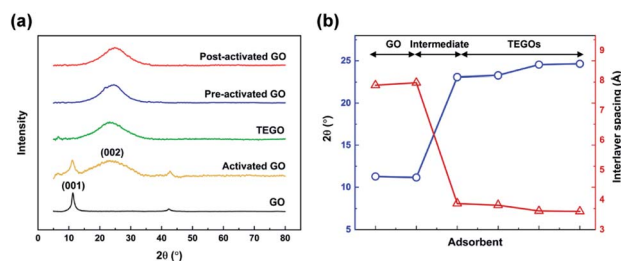 (a)
Intensity
Post-activated GO
Pre-activated GO
TEGO
(002)
Activated GO
(001)
GO
0 10 20 30 40 50 60 70 80
2θ (°)
(b)
GO Intermediate TEGOs
2θ (°)
25
20
15
10
5
9
8
7
6
5
4
3
Interlayer spacing (Å)
Adsorbent